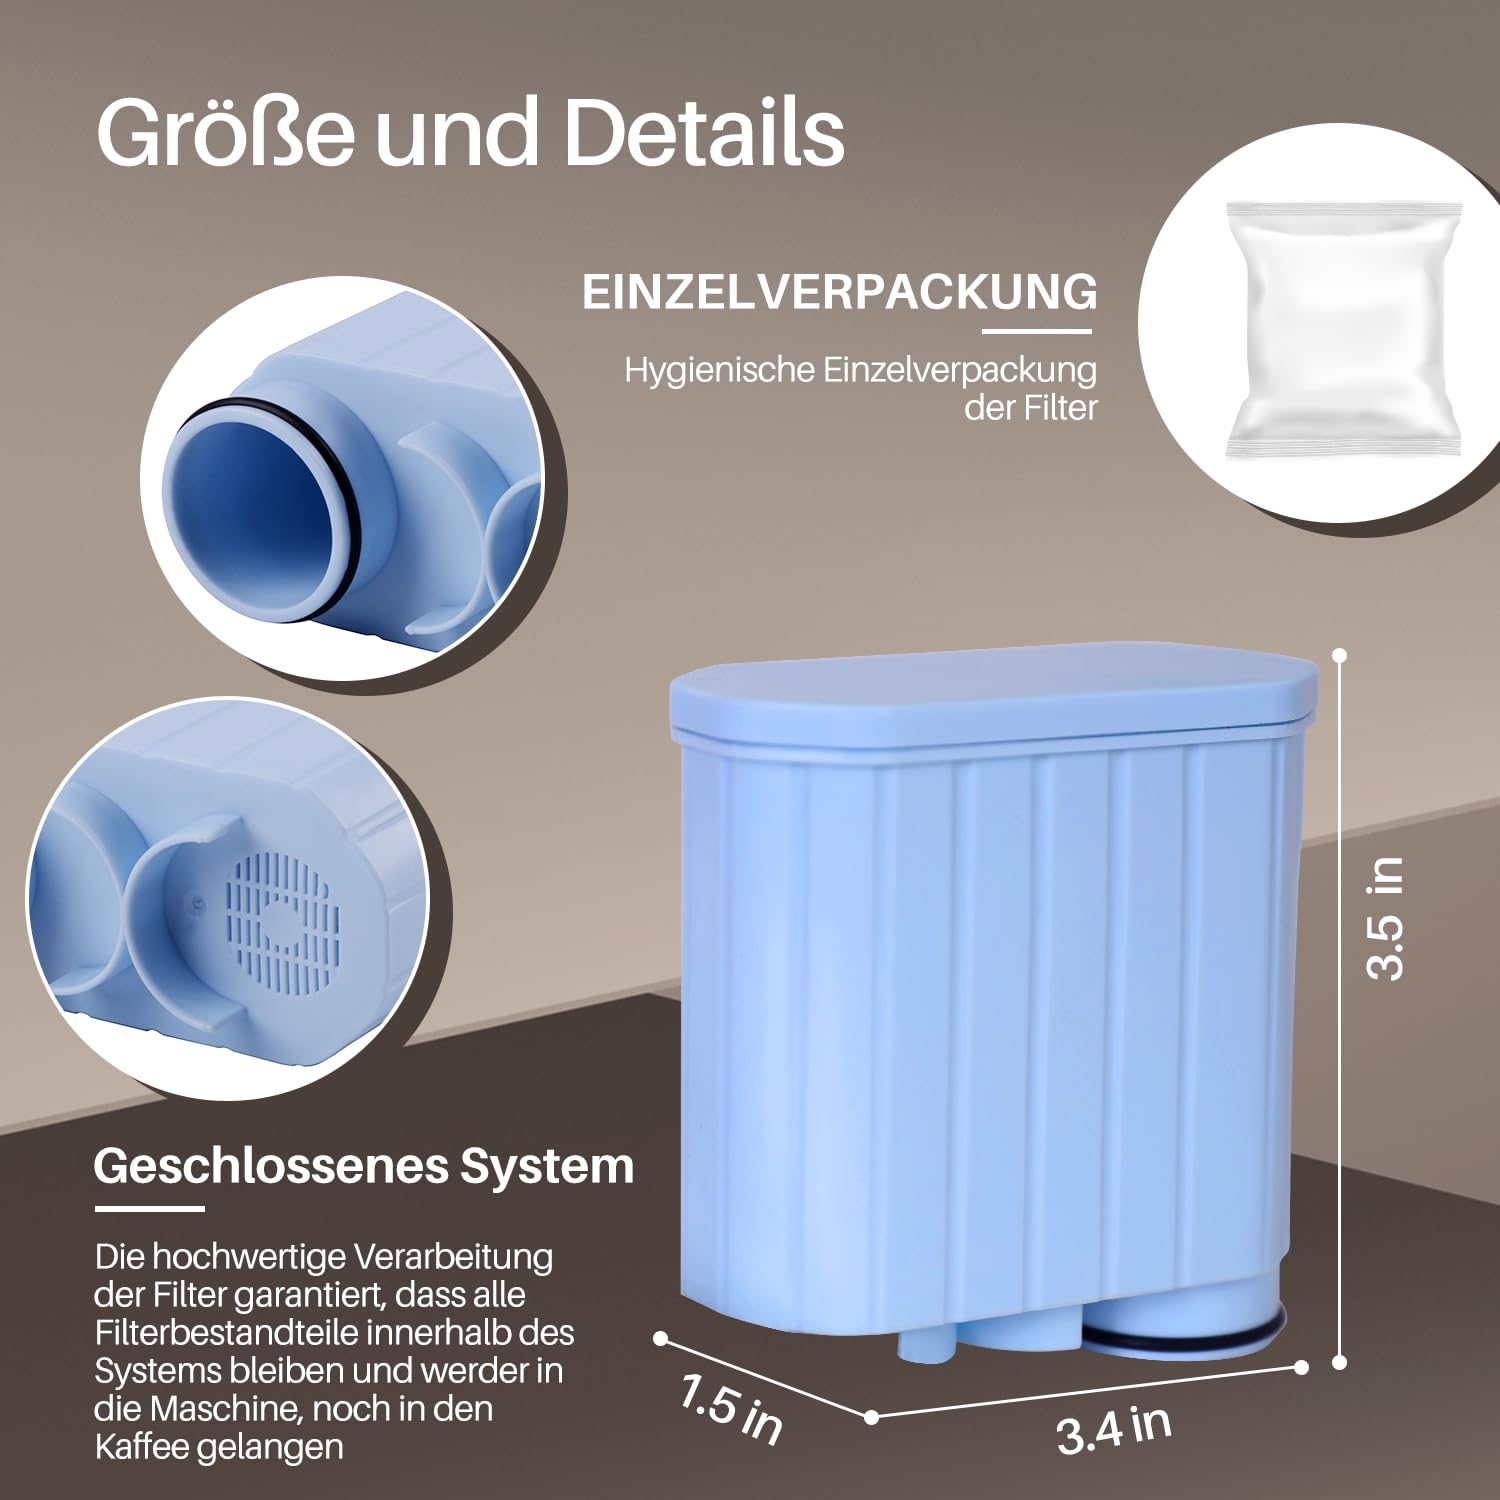 Größe und Details
EINZELVERPACKUNG
Hygienische Einzelverpackung
der Filter
3.5 in
Geschlossenes System
Die hochwertige Verarbeitung
der Filter garantiert, dass alle
Filterbestandteile innerhalb des
Systems bleiben und werder in
die Maschine, noch in den
Kaffee gelangen
1.5 in
3.4 in